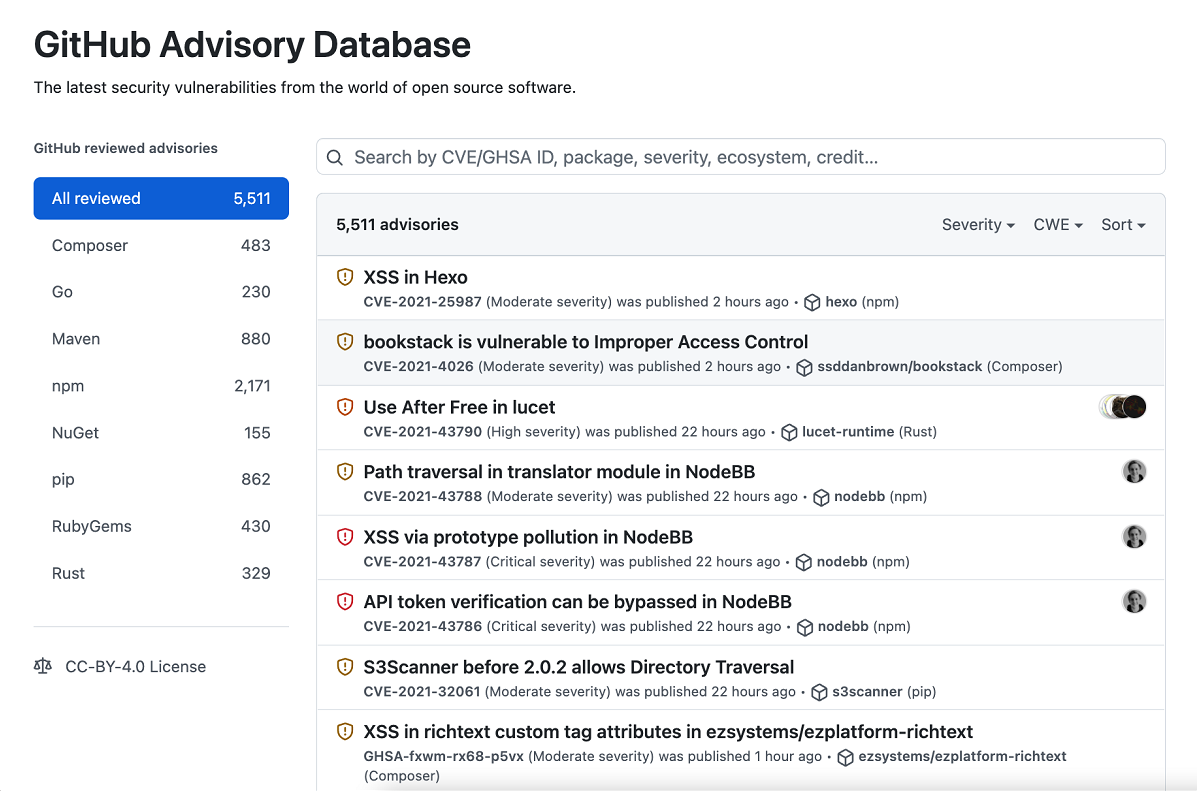 GitHub Advisory Database
The latest security vulnerabilities from the world of open source software.
GitHub reviewed advisories
All reviewed 5,511
Composer 483
Go 230
Maven 880
npm 2,171
NuGet 155
pip 862
RubyGems 430
Rust 329
CC-BY-4.0 License
Search by CVE/GHSA ID, package, severity, ecosystem, credit...
5,511 advisories Severity CWE Sort
XSS in Hexo
CVE-2021-25987 (Moderate severity) was published 2 hours ago • hexo (npm)
bookstack is vulnerable to Improper Access Control
CVE-2021-4026 (Moderate severity) was published 2 hours ago • ssddanbrown/bookstack (Composer)
Use After Free in lucet
CVE-2021-43790 (High severity) was published 22 hours ago • lucet-runtime (Rust)
Path traversal in translator module in NodeBB
CVE-2021-43788 (Moderate severity) was published 22 hours ago • nodebb (npm)
XSS via prototype pollution in NodeBB
CVE-2021-43787 (Critical severity) was published 22 hours ago • nodebb (npm)
API token verification can be bypassed in NodeBB
CVE-2021-43786 (Critical severity) was published 22 hours ago • nodebb (npm)
S3Scanner before 2.0.2 allows Directory Traversal
CVE-2021-32061 (Moderate severity) was published 22 hours ago • s3scanner (pip)
XSS in richtext custom tag attributes in ezsystems/ezplatform-richtext
GHSA-fxwm-rx68-p5vx (Moderate severity) was published 1 hour ago • ezsystems/ezplatform-richtext
(Composer)